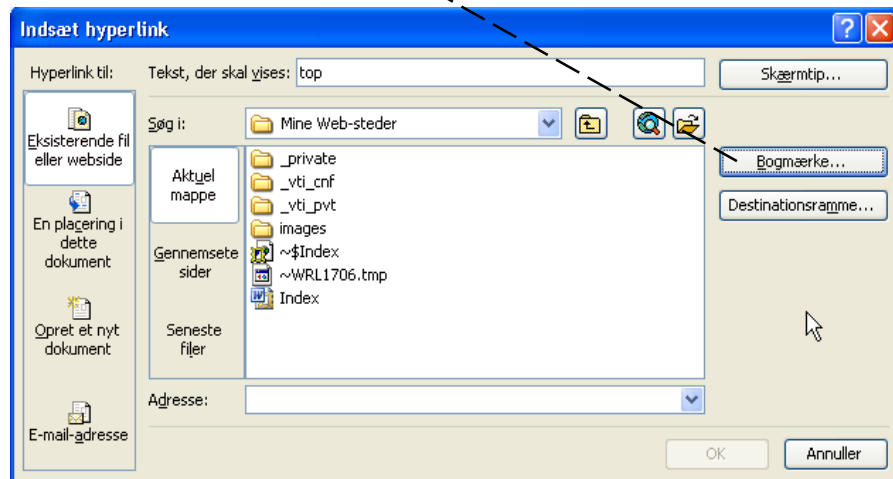 Indsæt hyperlink
Hyperlink til:
Tekst, der skal vises: top
Skærmtip...
Eksisterende fil
eller webside
En placering i
dette
dokument
Opret et nyt
dokument
E-mail-adresse
Søg i:
Mine Web-steder
Aktuel
mappe
Gennemsete
sider
Seneste
filer
_private
_vti_cnf
_vti_pvt
images
~$Index
~WRL1706.tmp
Index
Bogmærke...
Destinationsramme...
Adresse:
OK
Annuller